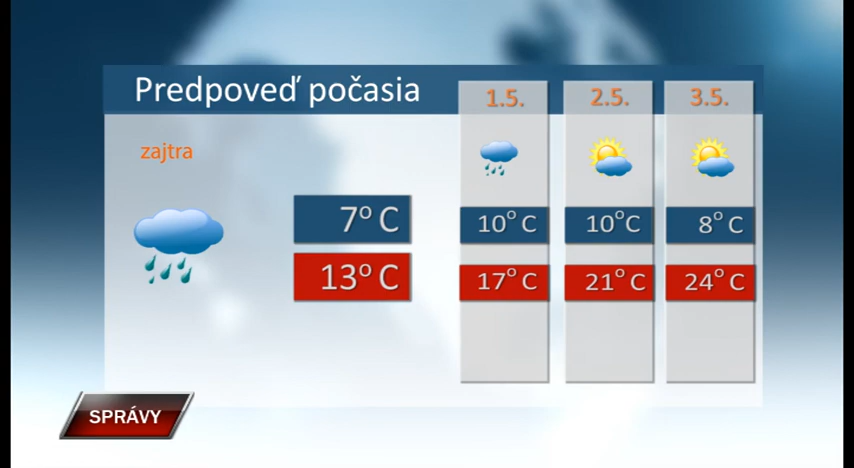 Predpoveď počasia
zajtra
7° C
13° C
1.5.
10° C
17° C
2.5.
10°C
21° C
3.5.
8° C
24° C
SPRÁVY